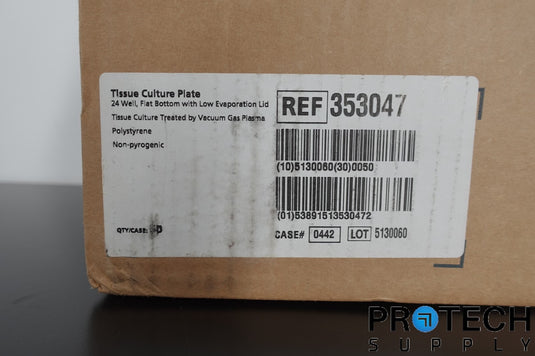 Tissue Culture Plate
24 Well, Flat Bottom with Low Evaporation Lid
Tissue Culture Treated by Vacuum Gas Plasma
Polystyrene
Non-pyrogenic
QTY/CASE:
REF 353047
(10)5130060(30)0050
(01)53891513530472
CASE# 0442 LOT 5130060
PROTECH
SUPPLY